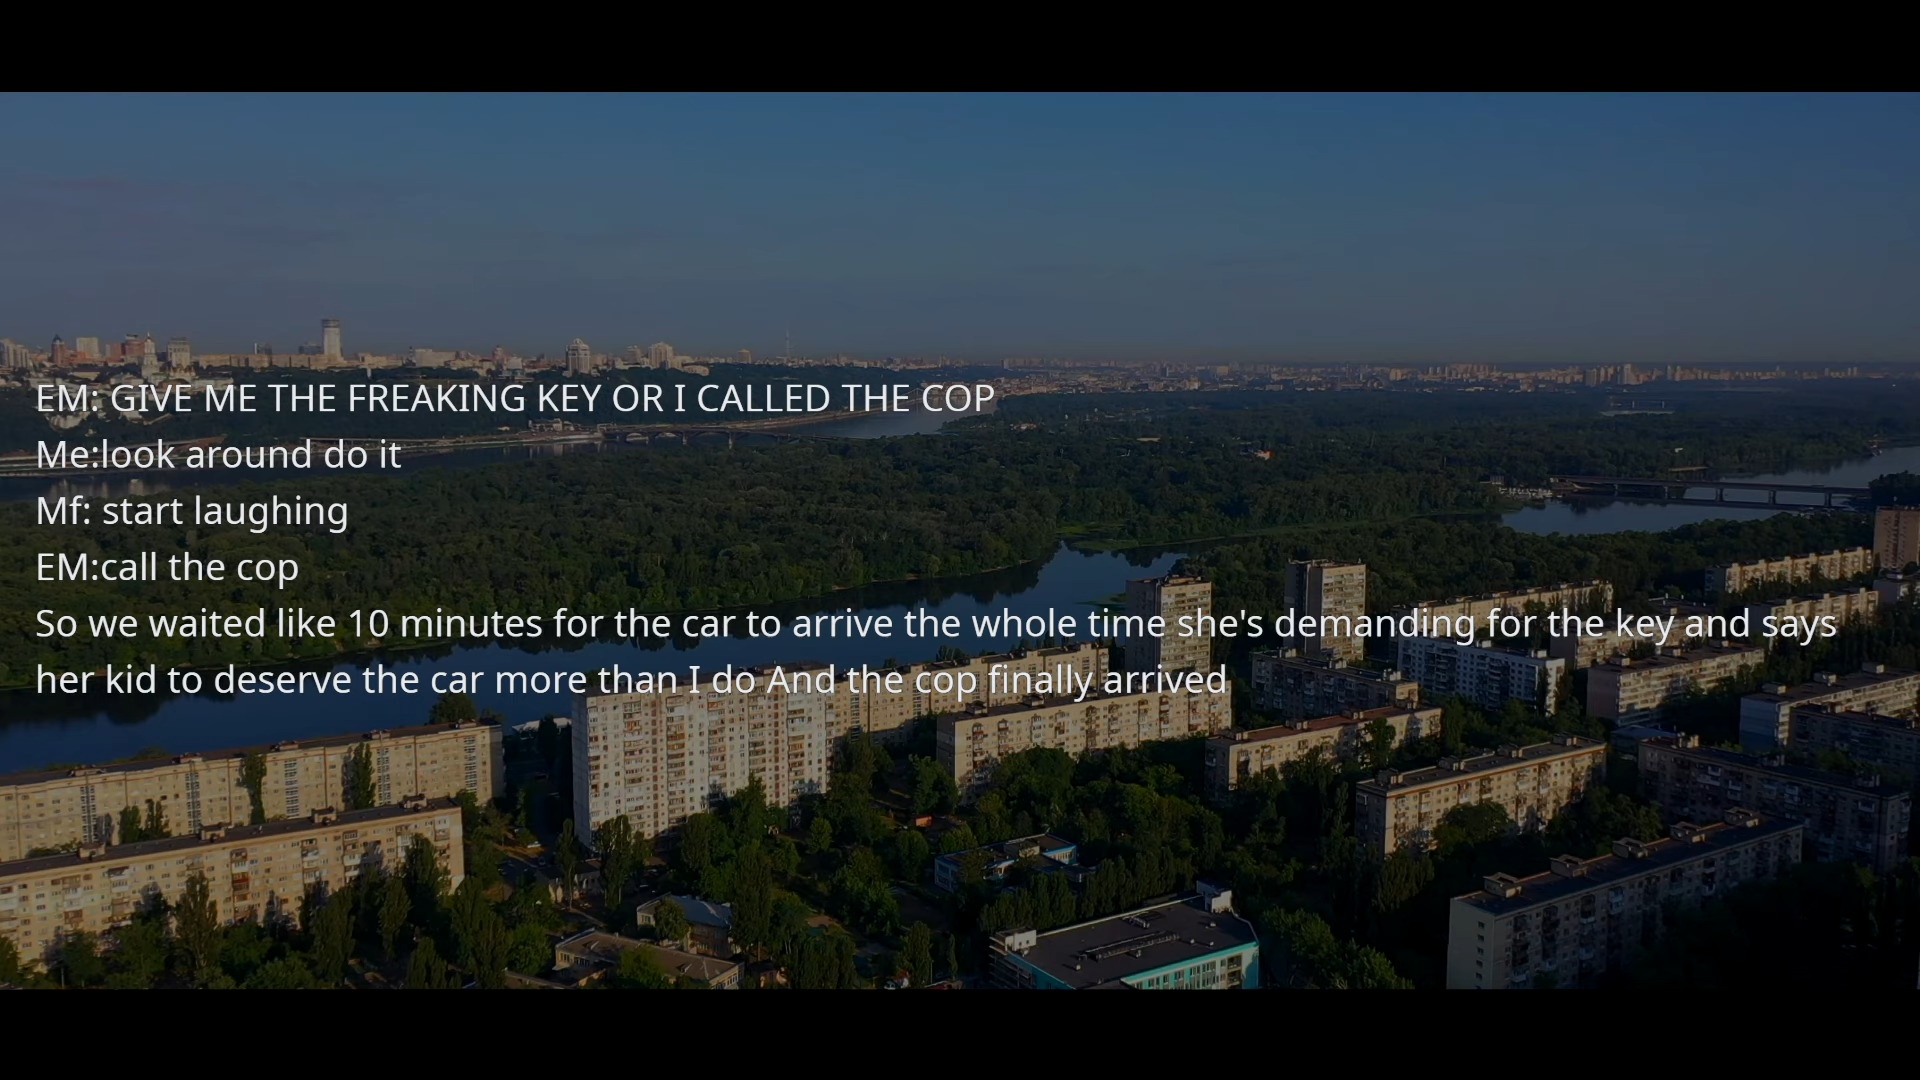 EM: GIVE ME THE FREAKING KEY OR I CALLED THE COP
Me:look around do it
Mf: start laughing
EM:call the cop
So we waited like 10 minutes for the car to arrive the whole time she's demanding for the key and says
her kid to deserve the car more than I do And the cop finally arrived